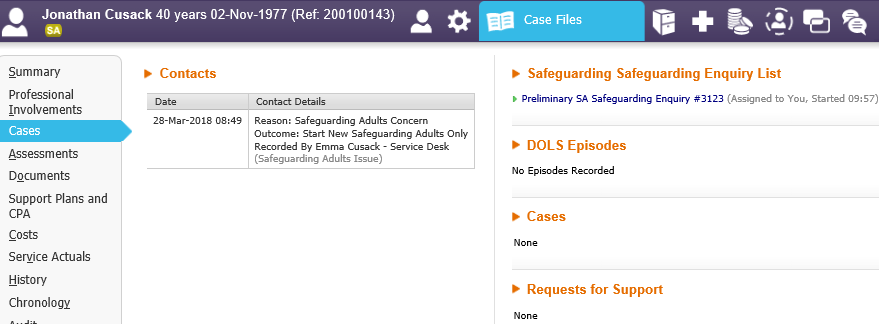 Jonathan Cusack 40 years 02-Nov-1977 (Ref: 200100143)
SA
Case Files
Summary
Professional
Involvements
Cases
Assessments
Documents
Support Plans and
CPA
Costs
Service Actuals
History
Chronology
Audit
Contacts
Date Contact Details
28-Mar-2018 08:49 Reason: Safeguarding Adults Concern
Outcome: Start New Safeguarding Adults Only
Recorded By Emma Cusack - Service Desk
(Safeguarding Adults Issue)
Safeguarding Safeguarding Enquiry List
Preliminary SA Safeguarding Enquiry #3123 (Assigned to You, Started 09:57)
DOLS Episodes
No Episodes Recorded
Cases
None
Requests for Support
None